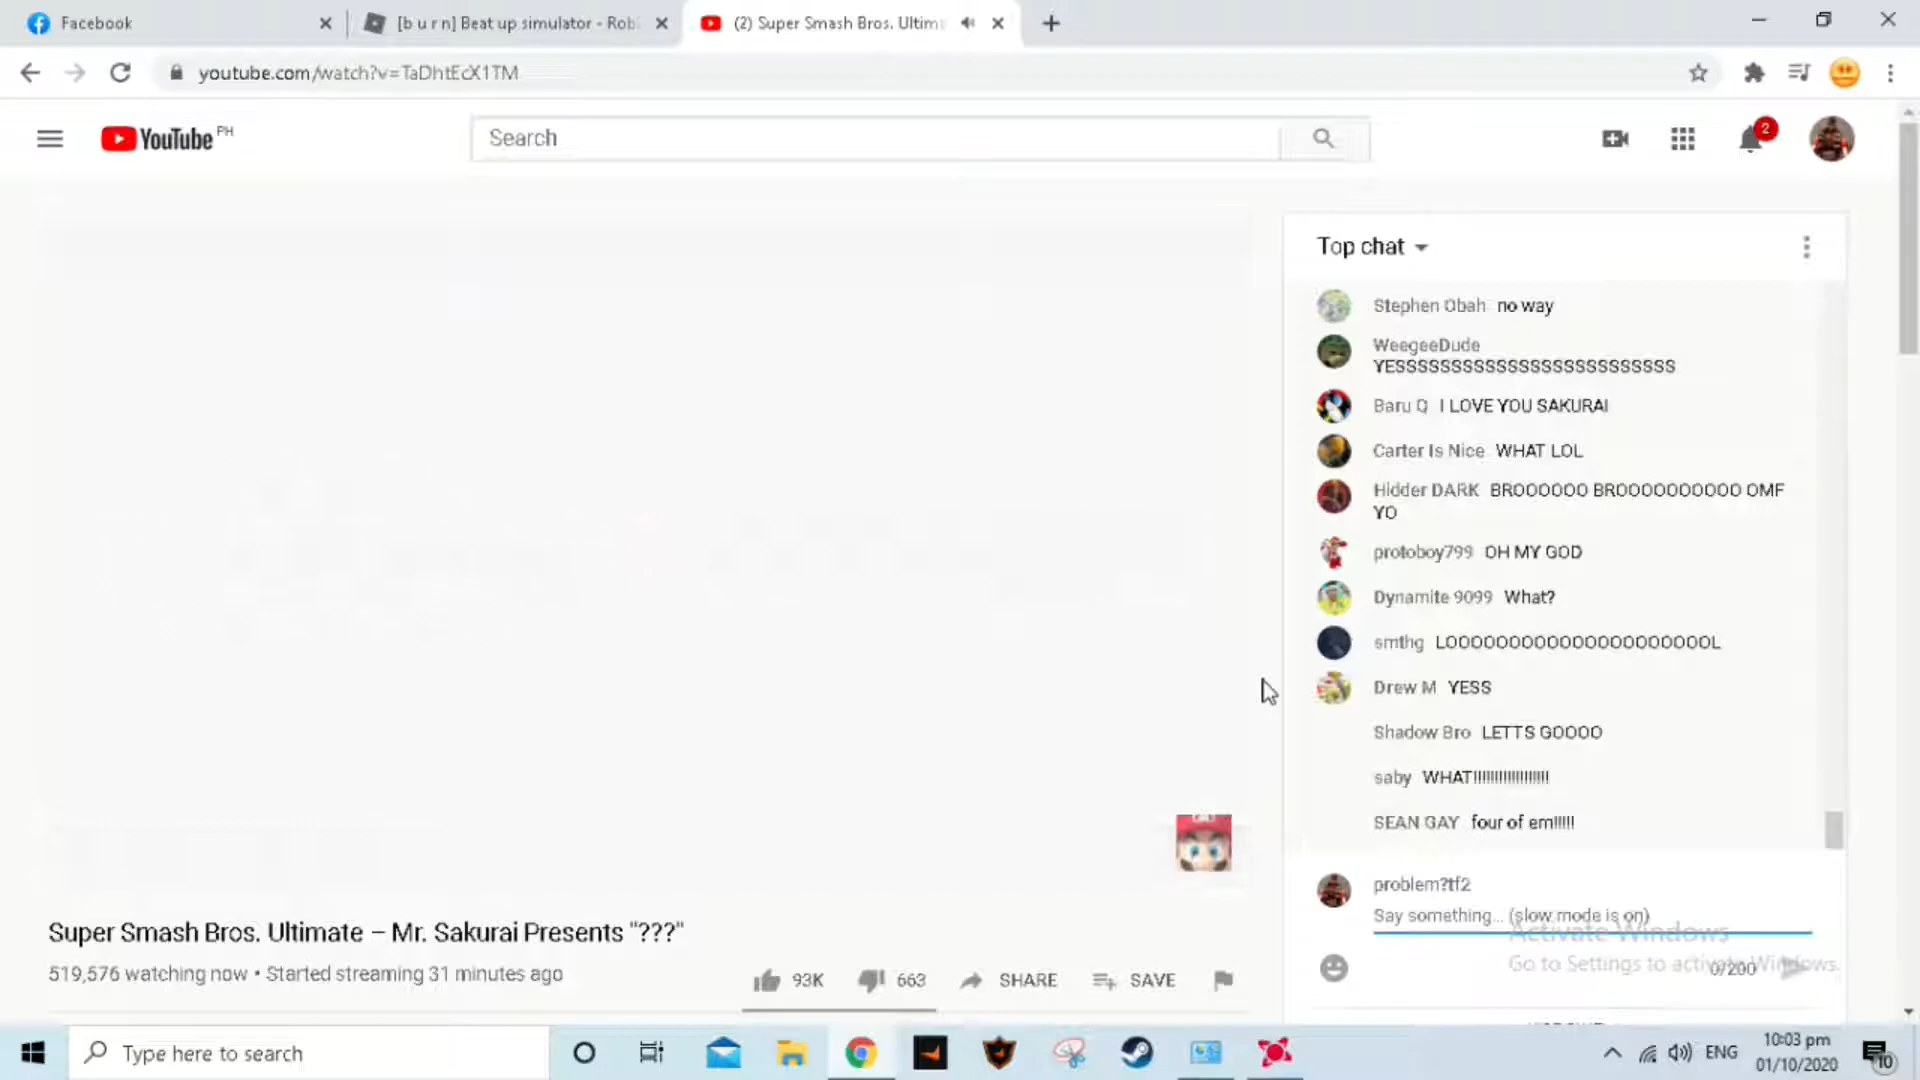 Facebook
[b u r n] Beat up simulator - Rob
(2) Super Smash Bros. Ultim
youtube.com/watch?v=TaDhtEcX1TM
YouTube PH
Search
2
Top chat
Stephen Obah no way
WeegeeDude
YESSSSSSSSSSSSSSSSSSSSSSSSS
Baru Q I LOVE YOU SAKURAI
Carter Is Nice WHAT LOL
Hidder DARK BROOOOOO BROOOOOOOOOO OMF
YO
protoboy799 OH MY GOD
Dynamite 9099 What?
smthg LOOOOOOOOOOOOOOOOOOOOOL
Drew M YESS
Shadow Bro LETTS GOOOO
saby WHAT!!!!!!!!!!!!!!!!!
SEAN GAY four of em!!!!!
problem?tf2
Say something... (slow mode is on)
Activate Windows
Go to Settings to activate Windows.
0/200
Super Smash Bros. Ultimate – Mr. Sakurai Presents "???"
519,576 watching now • Started streaming 31 minutes ago
93K
663
SHARE
SAVE
Type here to search
ENG
10:03 pm
01/10/2020
10